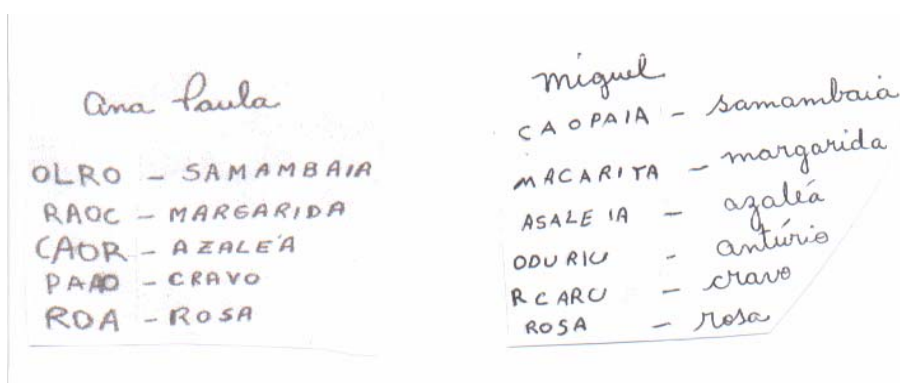 Ana Paula
OLRO – SAMAMBAIA
RAOC – MARGARIDA
CAOR – AZALÉA
PAAO – CRAVO
ROA – ROSA
Miguel
CAOPAIA – samambaia
MACARITA – margarida
ASALEIA – azaléa
ODURIU – antúrio
RCARU – cravo
ROSA – rosa